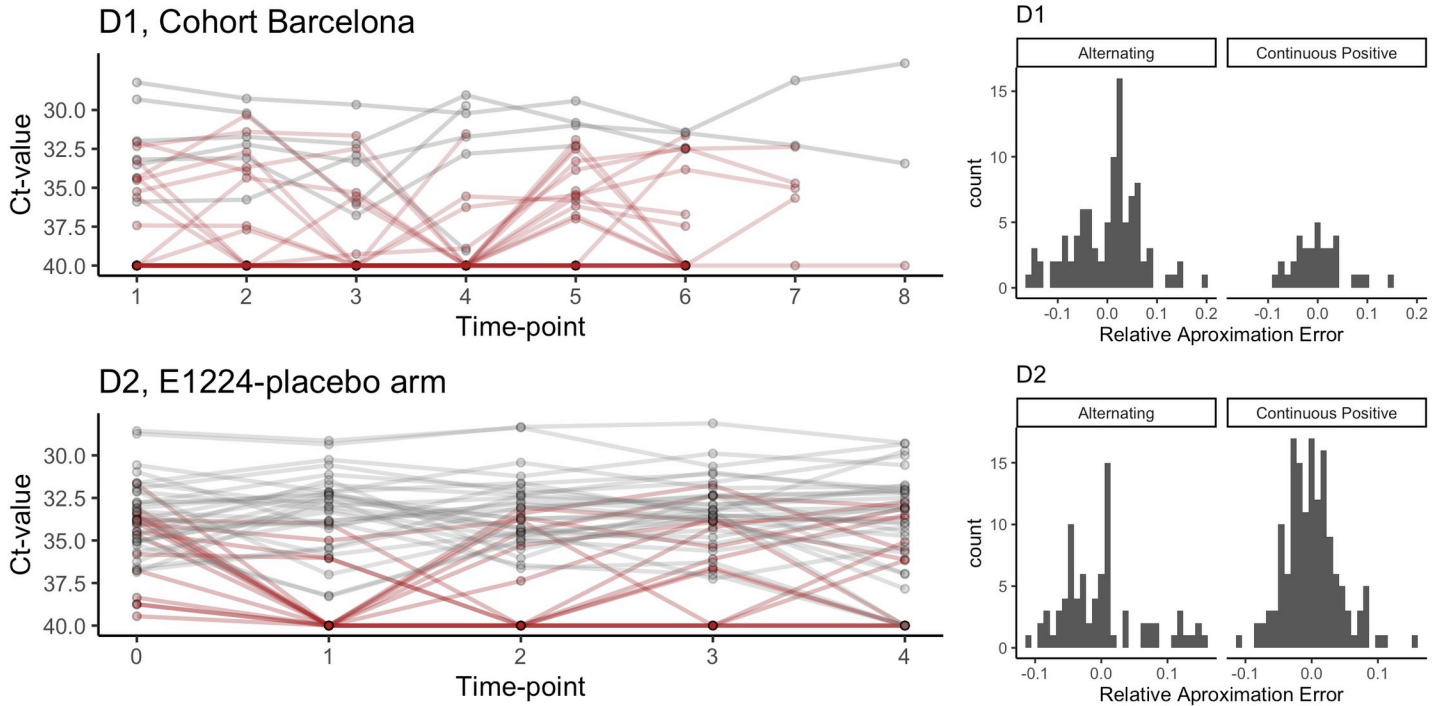 D1, Cohort Barcelona
Ct-value
30.0
32.5
35.0
37.5
40.0
1 2 3 4 5 6 7 8
Time-point
D1
Alternating Continuous Positive
count
15
10
5
0
-0.1 0.0 0.1 0.2 -0.1 0.0 0.1 0.2
Relative Aproximation Error
D2, E1224-placebo arm
Ct-value
30.0
32.5
35.0
37.5
40.0
0 1 2 3 4
Time-point
D2
Alternating Continuous Positive
count
15
10
5
0
-0.1 0.0 0.1 -0.1 0.0 0.1
Relative Aproximation Error